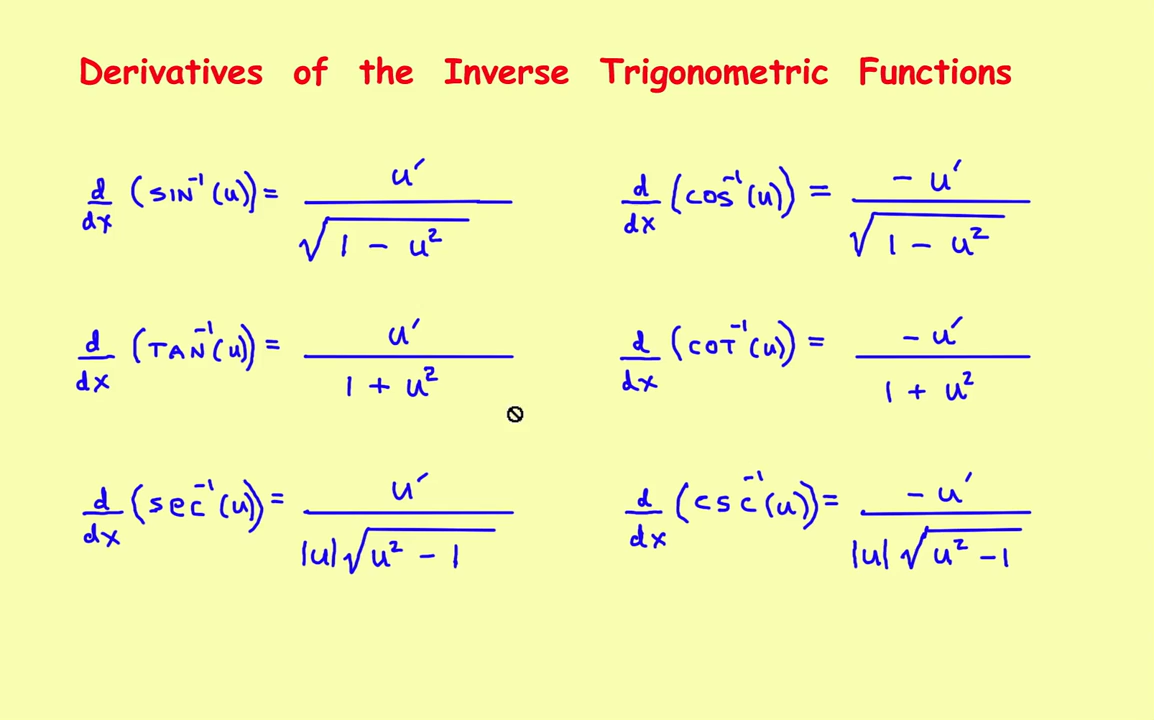 Derivatives of the Inverse Trigonometric Functions
d/dx (sin⁻¹(u)) = u′ / √(1 − u²)
d/dx (cos⁻¹(u)) = −u′ / √(1 − u²)
d/dx (TAN⁻¹(u)) = u′ / (1 + u²)
d/dx (COT⁻¹(u)) = −u′ / (1 + u²)
d/dx (sec⁻¹(u)) = u′ / (|u|√(u² − 1))
d/dx (csc⁻¹(u)) = −u′ / (|u|√(u² − 1))